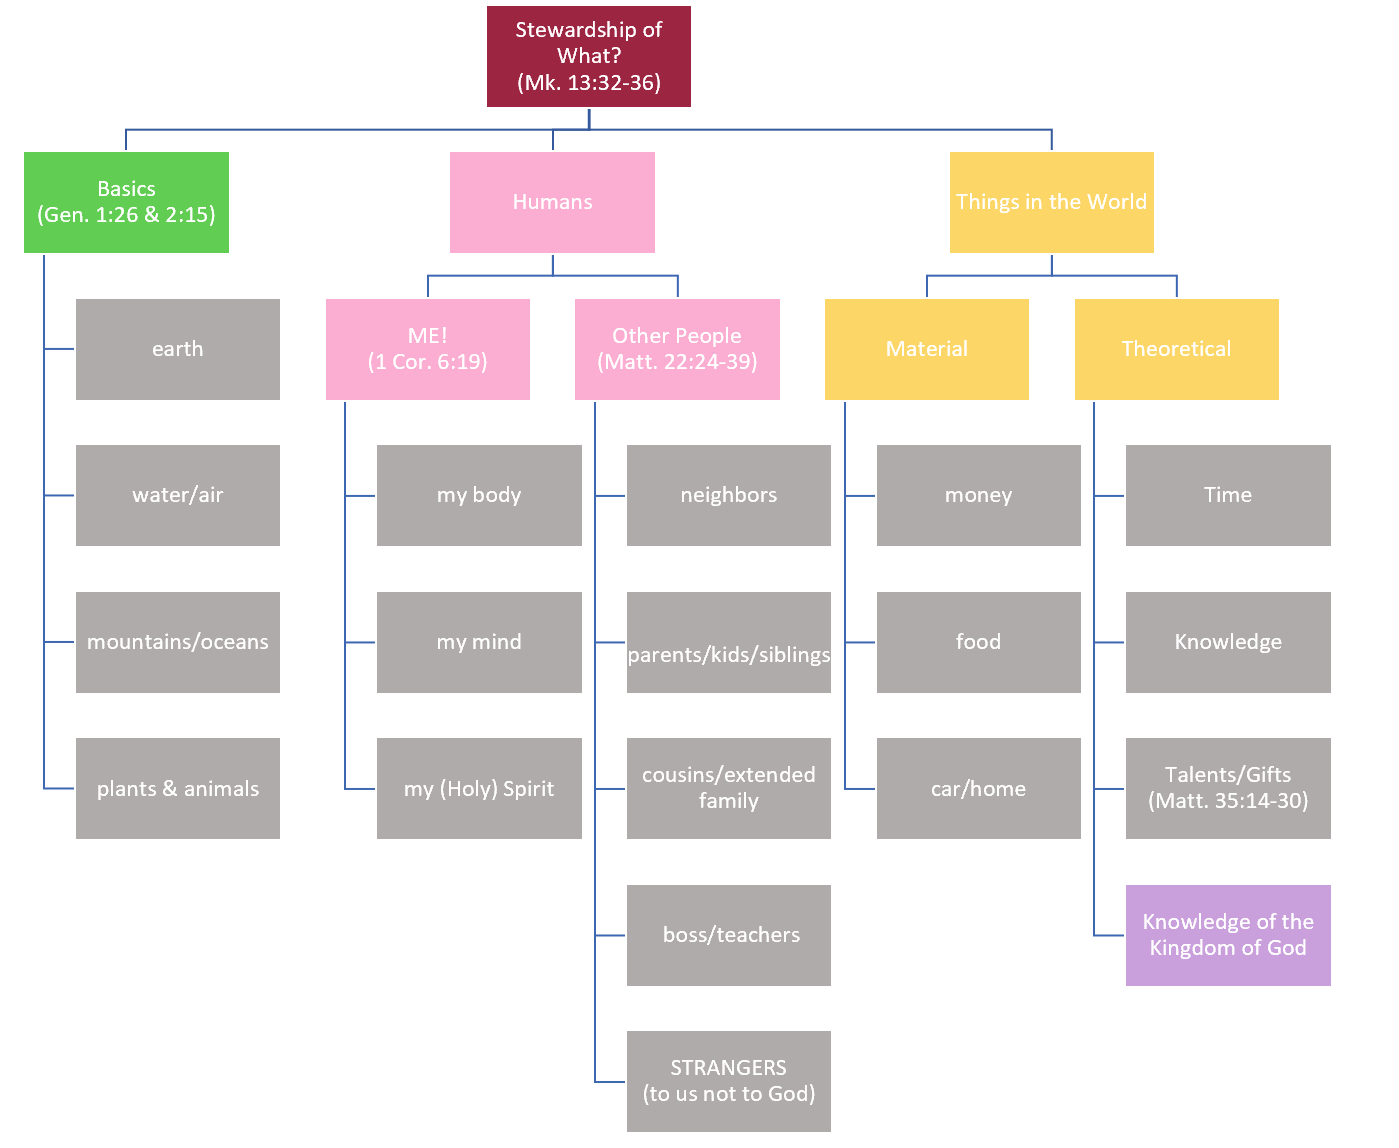 Stewardship of
What?
(Mk. 13:32-36)
Basics
(Gen. 1:26 & 2:15)
Humans
Things in the World
earth
water/air
mountains/oceans
plants & animals
ME!
(1 Cor. 6:19)
my body
my mind
my (Holy) Spirit
Other People
(Matt. 22:24-39)
neighbors
parents/kids/siblings
cousins/extended
family
boss/teachers
STRANGERS
(to us not to God)
Material
money
food
car/home
Theoretical
Time
Knowledge
Talents/Gifts
(Matt. 35:14-30)
Knowledge of the
Kingdom of God